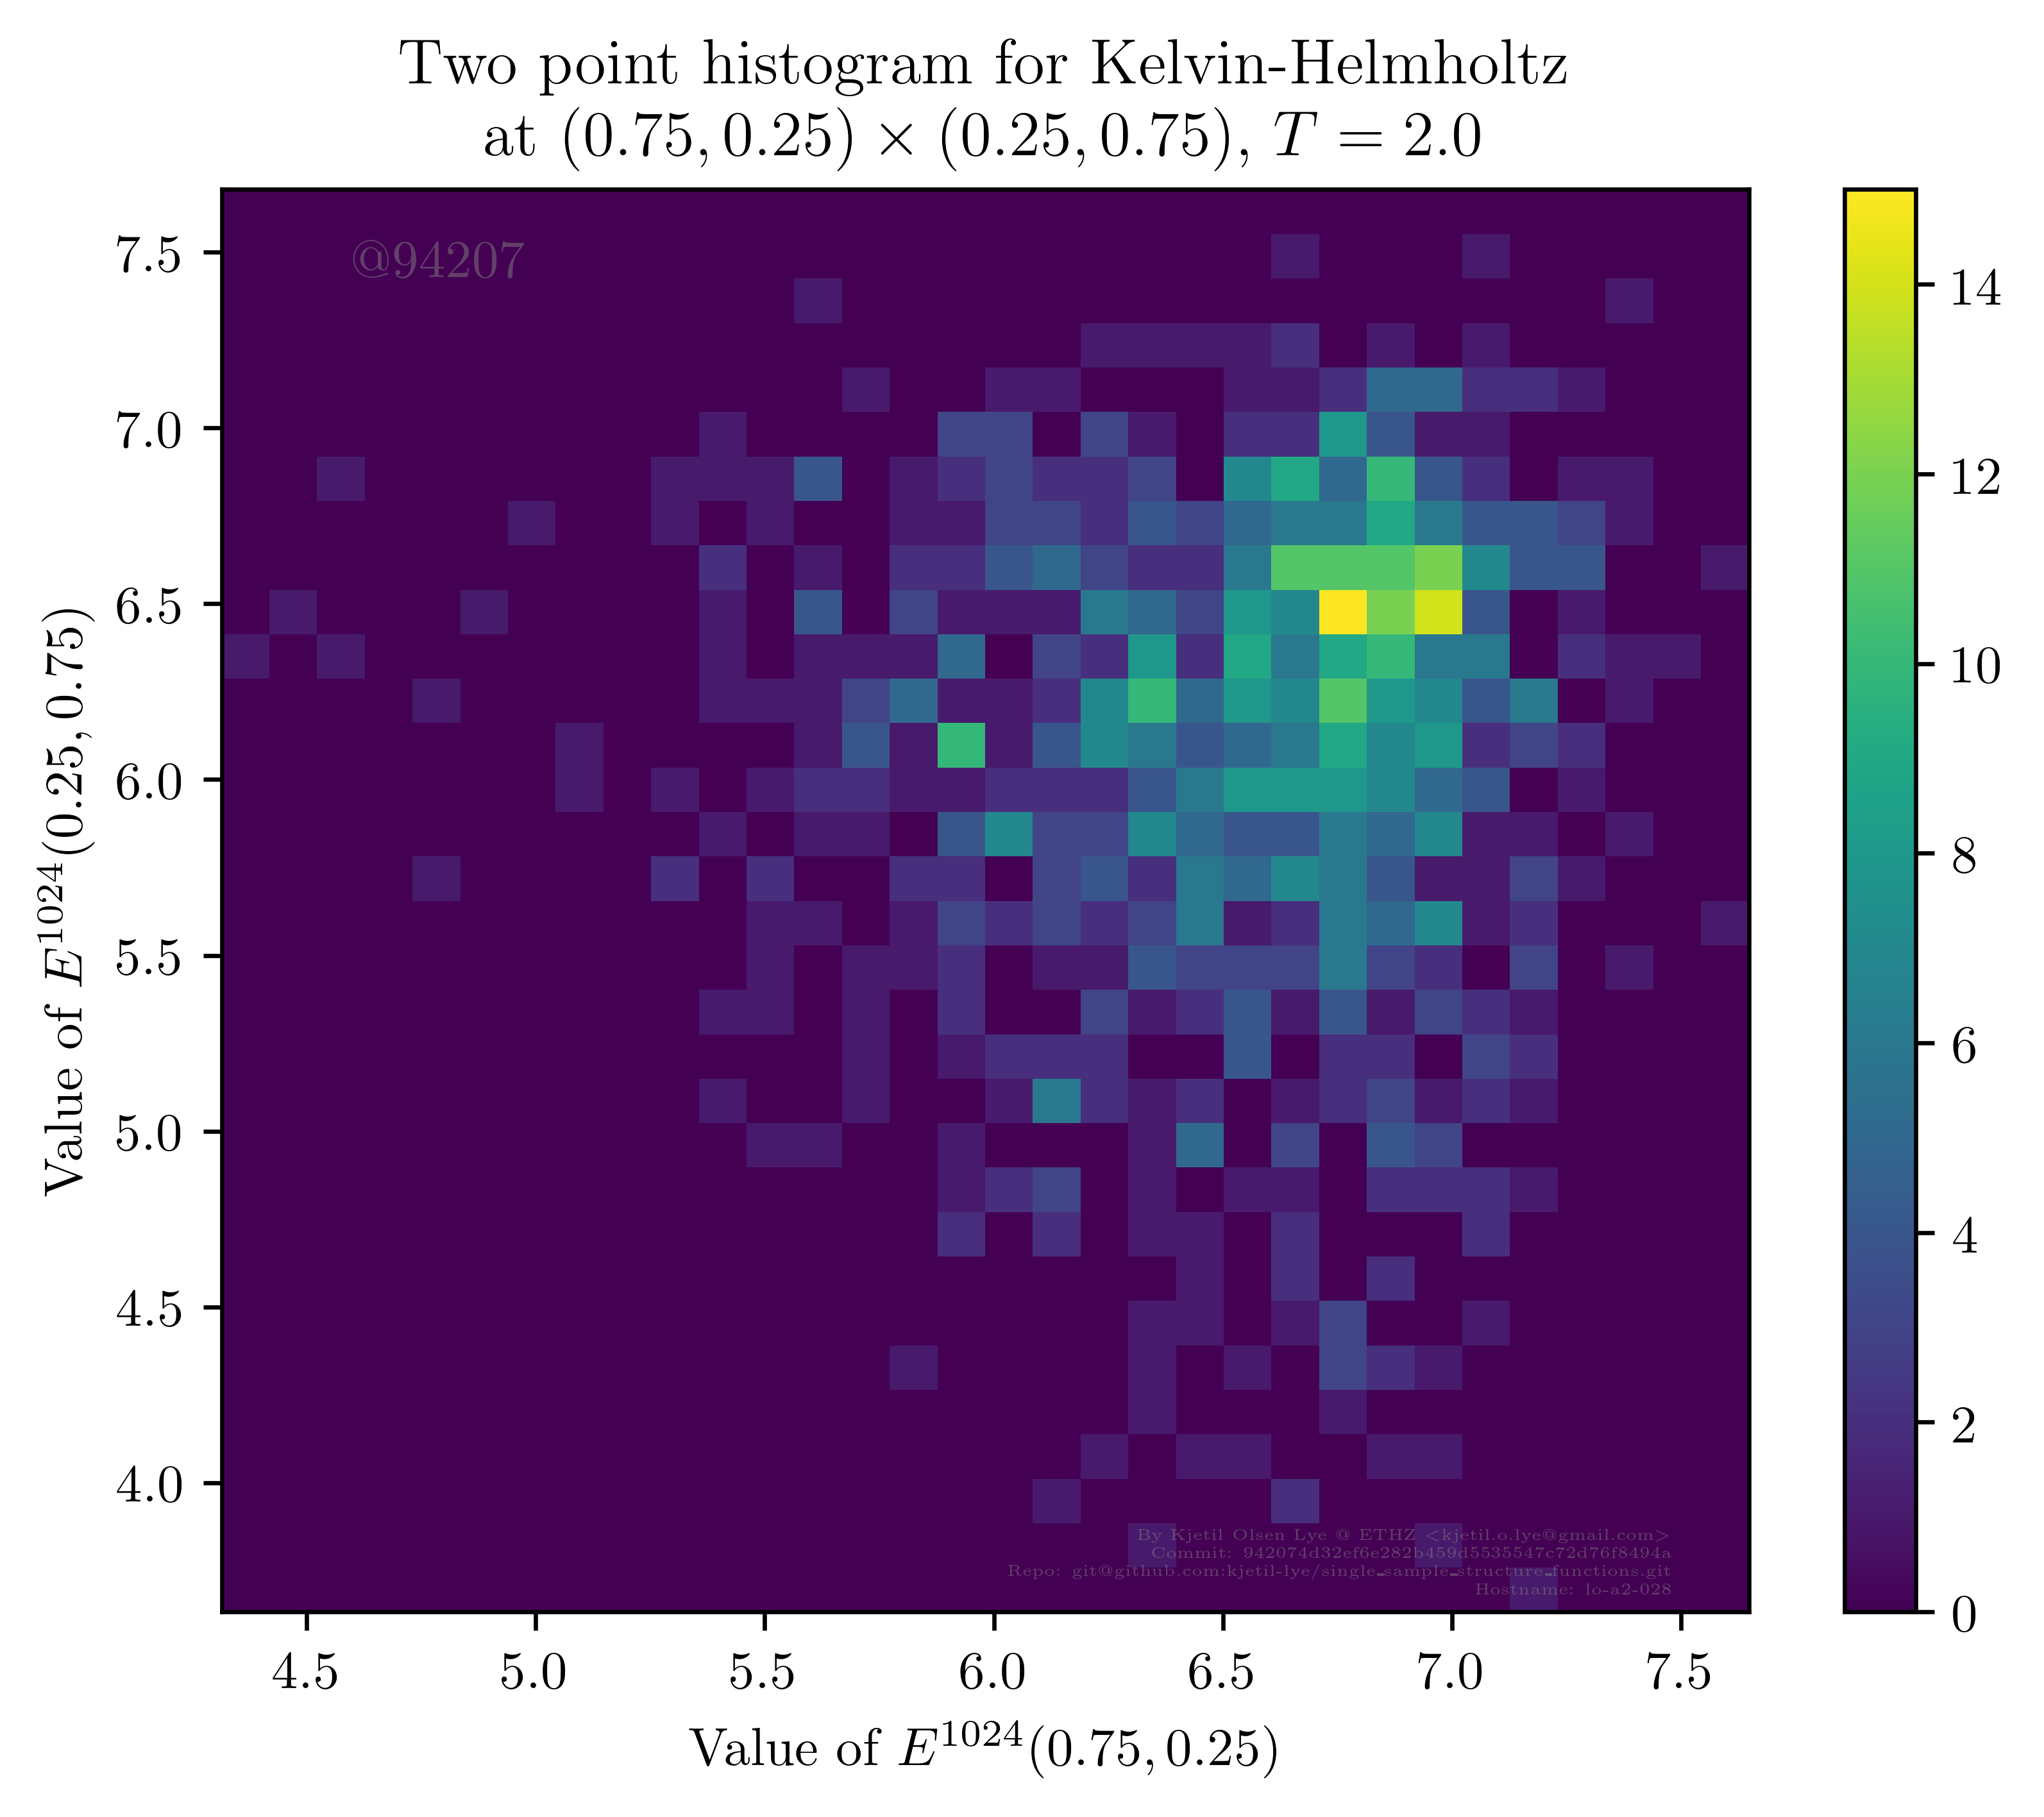 Two point histogram for Kelvin-Helmholtz
at (0.75, 0.25) × (0.25, 0.75), T = 2.0
@94207
7.5
7.0
6.5
6.0
5.5
5.0
4.5
4.0
Value of E^1024(0.25, 0.75)
14
12
10
8
6
4
2
0
By Kjetil Olsen Lye @ ETHZ <kjetil.o.lye@gmail.com>
Commit: 942074d32ef6e282b459d5535547c72d76f8494a
Repo: git@github.com:kjetil-lye/single_sample_structure_functions.git
Hostname: lo-a2-028
4.5 5.0 5.5 6.0 6.5 7.0 7.5
Value of E^1024(0.75, 0.25)